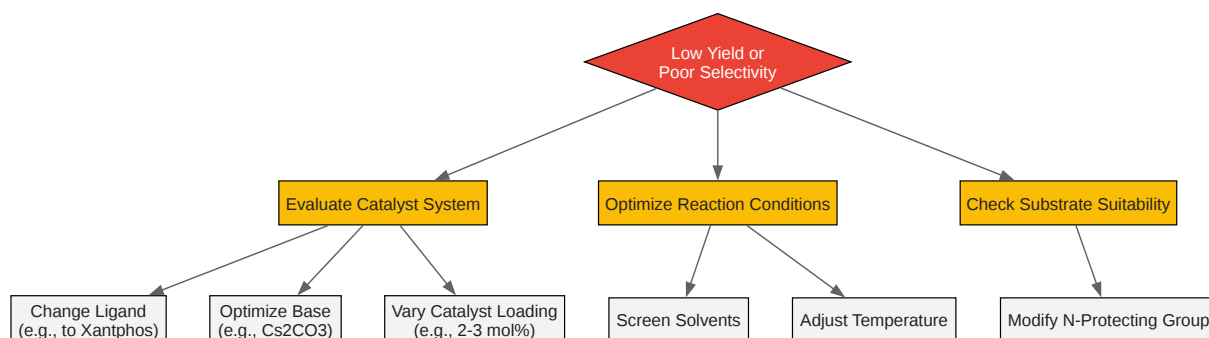 Low Yield or
Poor Selectivity
Evaluate Catalyst System
Optimize Reaction Conditions
Check Substrate Suitability
Change Ligand
(e.g., to Xantphos)
Optimize Base
(e.g., Cs2CO3)
Vary Catalyst Loading
(e.g., 2-3 mol%)
Screen Solvents
Adjust Temperature
Modify N-Protecting Group